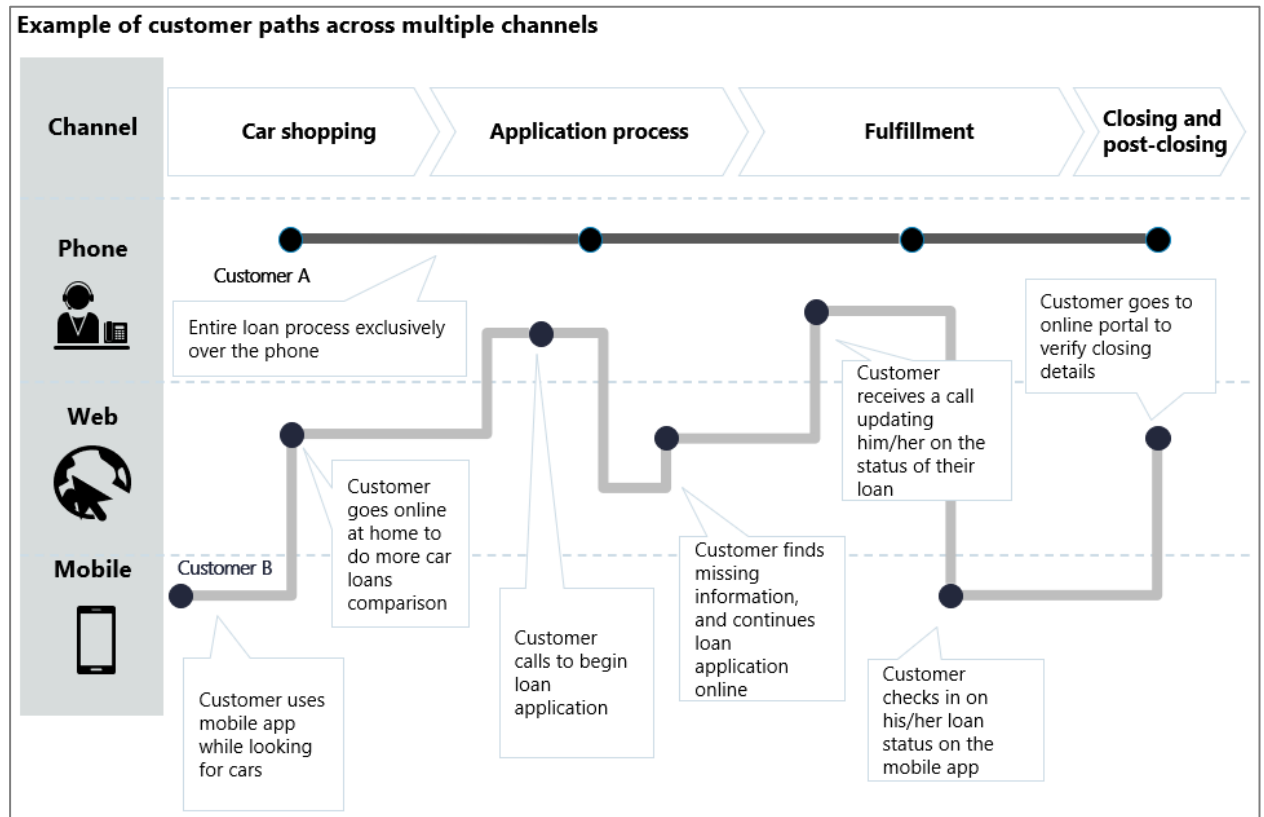 Example of customer paths across multiple channels
Channel
Car shopping
Application process
Fulfillment
Closing and
post-closing
Phone
Customer A
Entire loan process exclusively
over the phone
Customer goes to
online portal to
verify closing
details
Customer
receives a call
updating
him/her on the
status of their
loan
Web
Customer
goes online
at home to
do more car
loans
comparison
Customer finds
missing
information,
and continues
loan
application
online
Mobile
Customer B
Customer uses
mobile app
while looking
for cars
Customer
calls to begin
loan
application
Customer
checks in on
his/her loan
status on the
mobile app